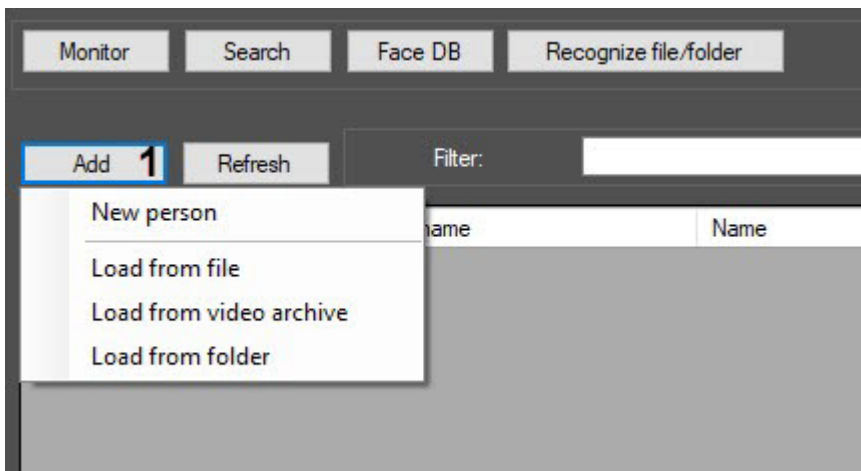 Monitor Search Face DB Recognize file/folder
Add 1 Refresh Filter:
New person
Name
Load from file
Load from video archive
Load from folder